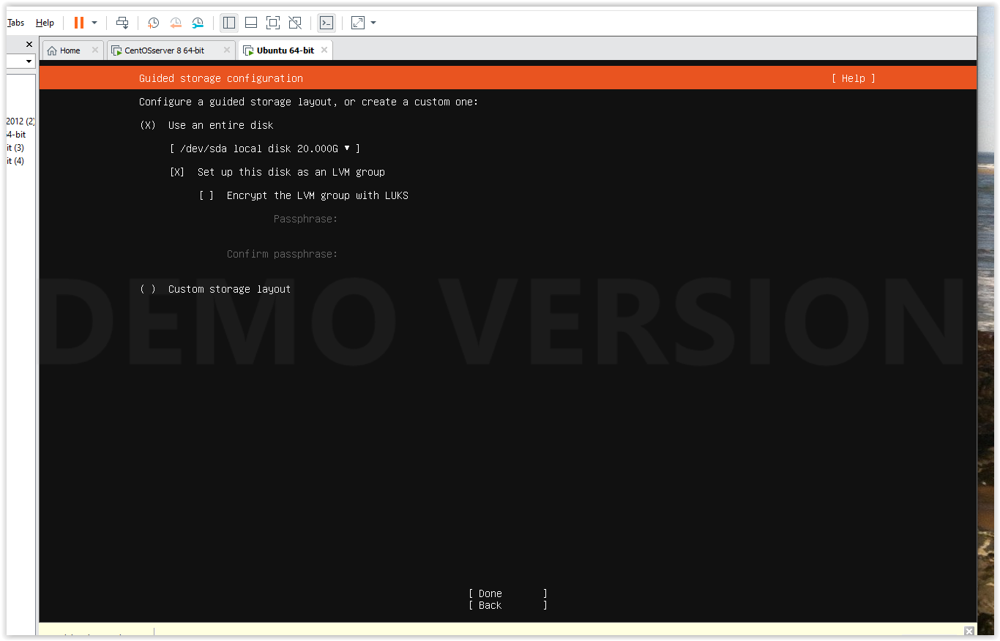 Tabs Help
Home
CentOSserver 8 64-bit
Ubuntu 64-bit
2012 (2)
4-bit
it (3)
it (4)
Guided storage configuration [ Help ]
Configure a guided storage layout, or create a custom one:
(X) Use an entire disk
[ /dev/sda local disk 20.000G ▼ ]
[X] Set up this disk as an LVM group
[ ] Encrypt the LVM group with LUKS
Passphrase:
Confirm passphrase:
( ) Custom storage layout
DEMO VERSION
[ Done ]
[ Back ]